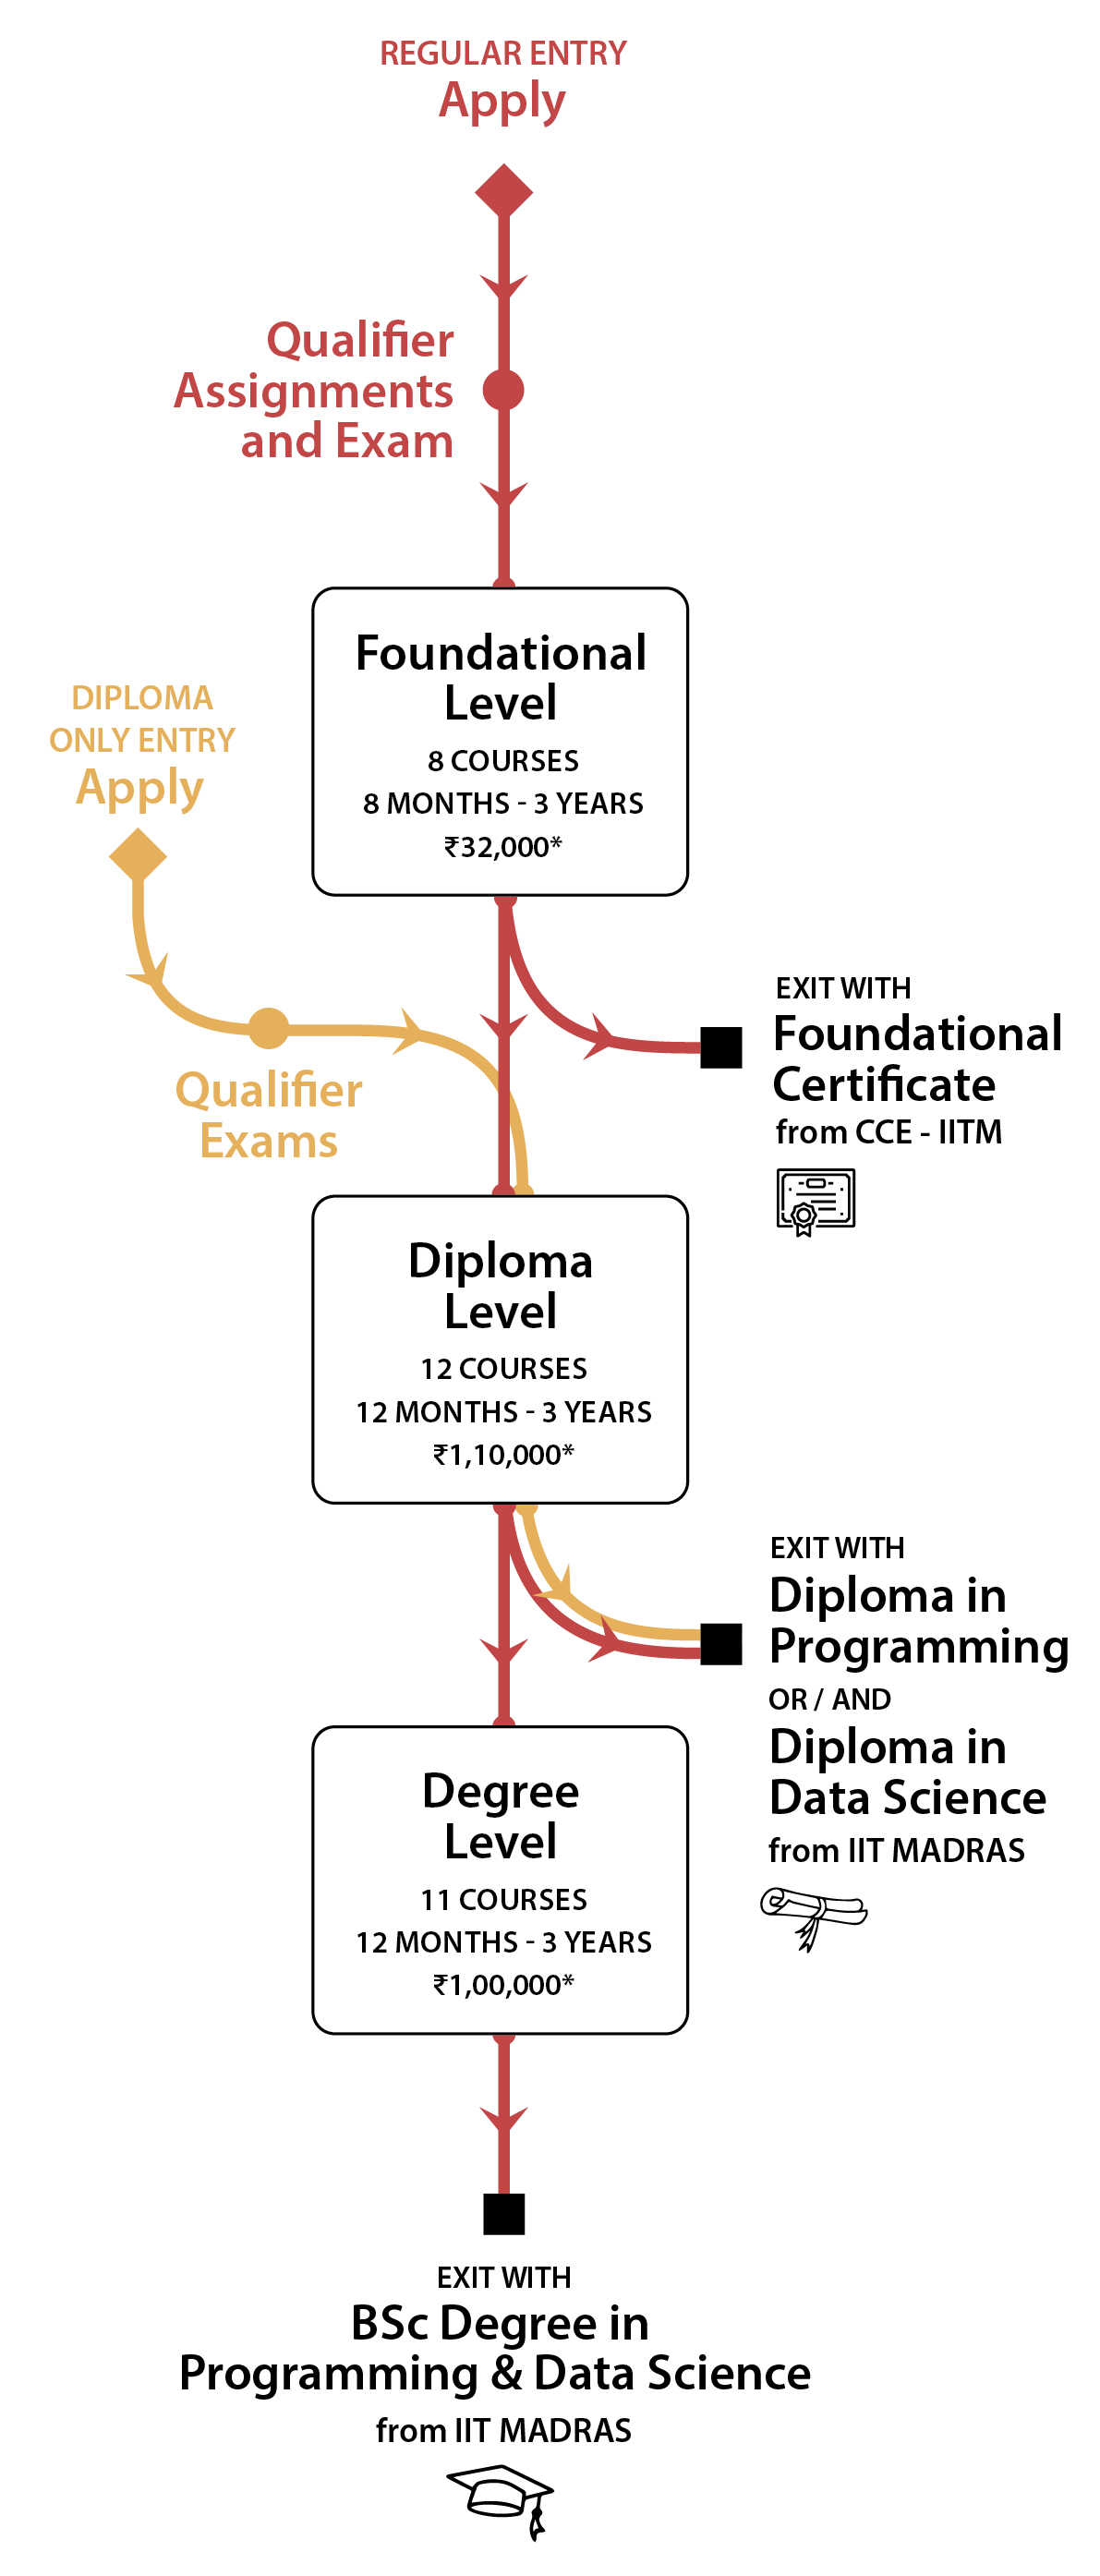 REGULAR ENTRY
Apply
Qualifier
Assignments
and Exam
Foundational
Level
8 COURSES
8 MONTHS - 3 YEARS
₹32,000*
DIPLOMA
ONLY ENTRY
Apply
Qualifier
Exams
EXIT WITH
Foundational
Certificate
from CCE - IITM
Diploma
Level
12 COURSES
12 MONTHS - 3 YEARS
₹1,10,000*
EXIT WITH
Diploma in
Programming
OR / AND
Diploma in
Data Science
from IIT MADRAS
Degree
Level
11 COURSES
12 MONTHS - 3 YEARS
₹1,00,000*
EXIT WITH
BSc Degree in
Programming & Data Science
from IIT MADRAS